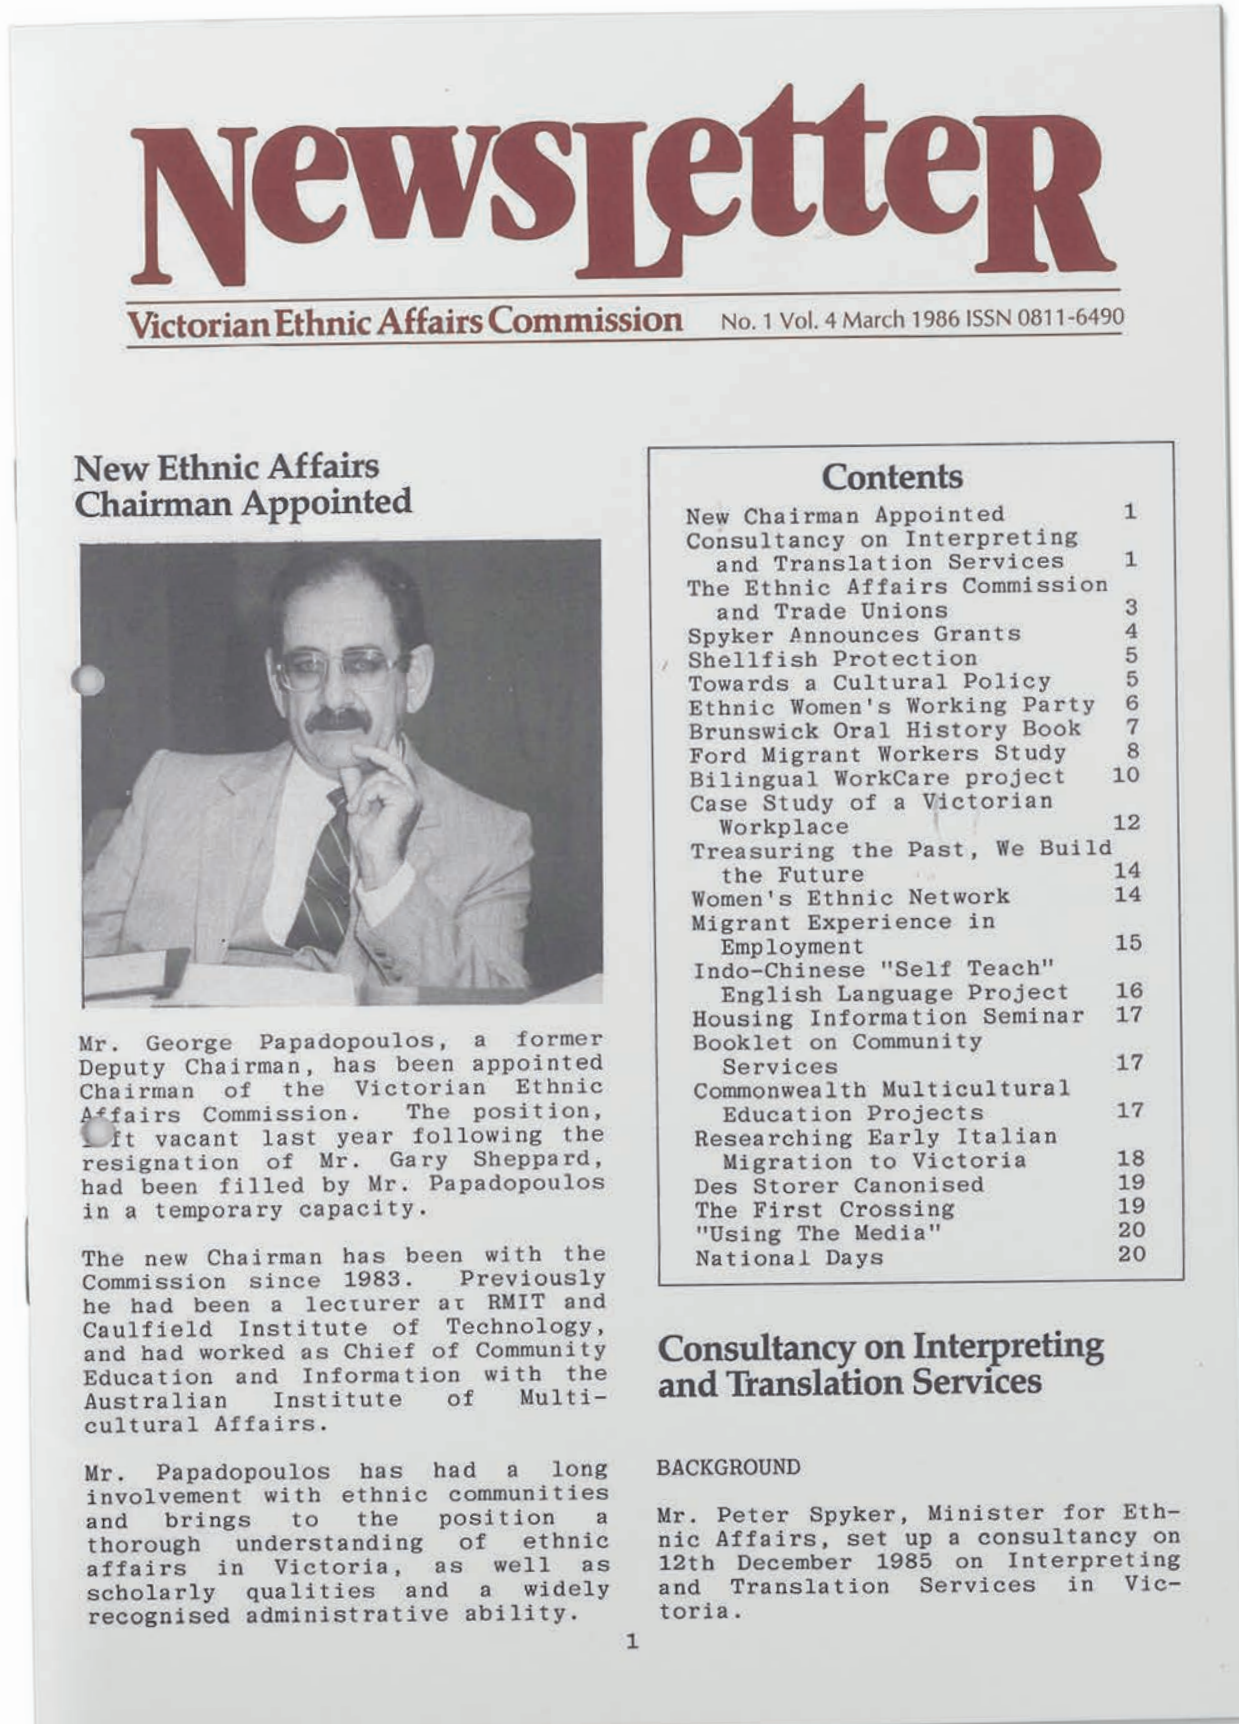 NewsLetteR
Victorian Ethnic Affairs Commission No. 1 Vol. 4 March 1986 ISSN 0811-6490
New Ethnic Affairs
Chairman Appointed
Mr. George Papadopoulos, a former
Deputy Chairman, has been appointed
Chairman of the Victorian Ethnic
Affairs Commission. The position,
ft vacant last year following the
resignation of Mr. Gary Sheppard,
had been filled by Mr. Papadopoulos
in a temporary capacity.
The new Chairman has been with the
Commission since 1983. Previously
he had been a lecturer at RMIT and
Caulfield Institute of Technology,
and had worked as Chief of Community
Education and Information with the
Australian Institute of Multi-
cultural Affairs.
Mr. Papadopoulos has had a long
involvement with ethnic communities
and brings to the position a
thorough understanding of ethnic
affairs in Victoria, as well as
scholarly qualities and a widely
recognised administrative ability.
Contents
New Chairman Appointed 1
Consultancy on Interpreting
and Translation Services 1
The Ethnic Affairs Commission
and Trade Unions 3
Spyker Announces Grants 4
Shellfish Protection 5
Towards a Cultural Policy 5
Ethnic Women's Working Party 6
Brunswick Oral History Book 7
Ford Migrant Workers Study 8
Bilingual WorkCare project 10
Case Study of a Victorian
Workplace 12
Treasuring the Past, We Build
the Future 14
Women's Ethnic Network 14
Migrant Experience in
Employment 15
Indo-Chinese "Self Teach"
English Language Project 16
Housing Information Seminar 17
Booklet on Community
Services 17
Commonwealth Multicultural
Education Projects 17
Researching Early Italian
Migration to Victoria 18
Des Storer Canonised 19
The First Crossing 19
"Using The Media" 20
National Days 20
Consultancy on Interpreting
and Translation Services
BACKGROUND
Mr. Peter Spyker, Minister for Eth-
nic Affairs, set up a consultancy on
12th December 1985 on Interpreting
and Translation Services in Vic-
toria.
1